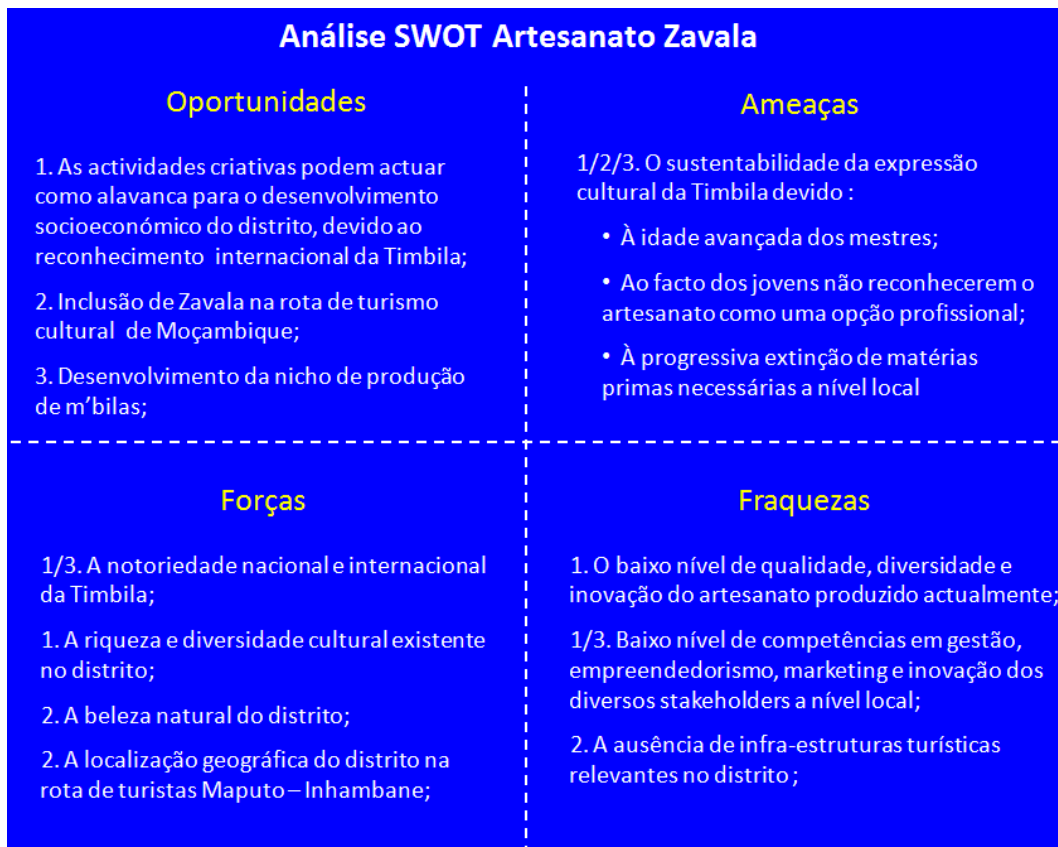 Análise SWOT Artesanato Zavala
Oportunidades
1. As actividades criativas podem actuar
como alavanca para o desenvolvimento
socioeconómico do distrito, devido ao
reconhecimento internacional da Timbila;
2. Inclusão de Zavala na rota de turismo
cultural de Moçambique;
3. Desenvolvimento da nicho de produção
de m’bilas;
Ameaças
1/2/3. O sustentabilidade da expressão
cultural da Timbila devido :
• À idade avançada dos mestres;
• Ao facto dos jovens não reconhecerem o
artesanato como uma opção profissional;
• À progressiva extinção de matérias
primas necessárias a nível local
Forças
1/3. A notoriedade nacional e internacional
da Timbila;
1. A riqueza e diversidade cultural existente
no distrito;
2. A beleza natural do distrito;
2. A localização geográfica do distrito na
rota de turistas Maputo – Inhambane;
Fraquezas
1. O baixo nível de qualidade, diversidade e
inovação do artesanato produzido actualmente;
1/3. Baixo nível de competências em gestão,
empreendedorismo, marketing e inovação dos
diversos stakeholders a nível local;
2. A ausência de infra-estruturas turísticas
relevantes no distrito ;